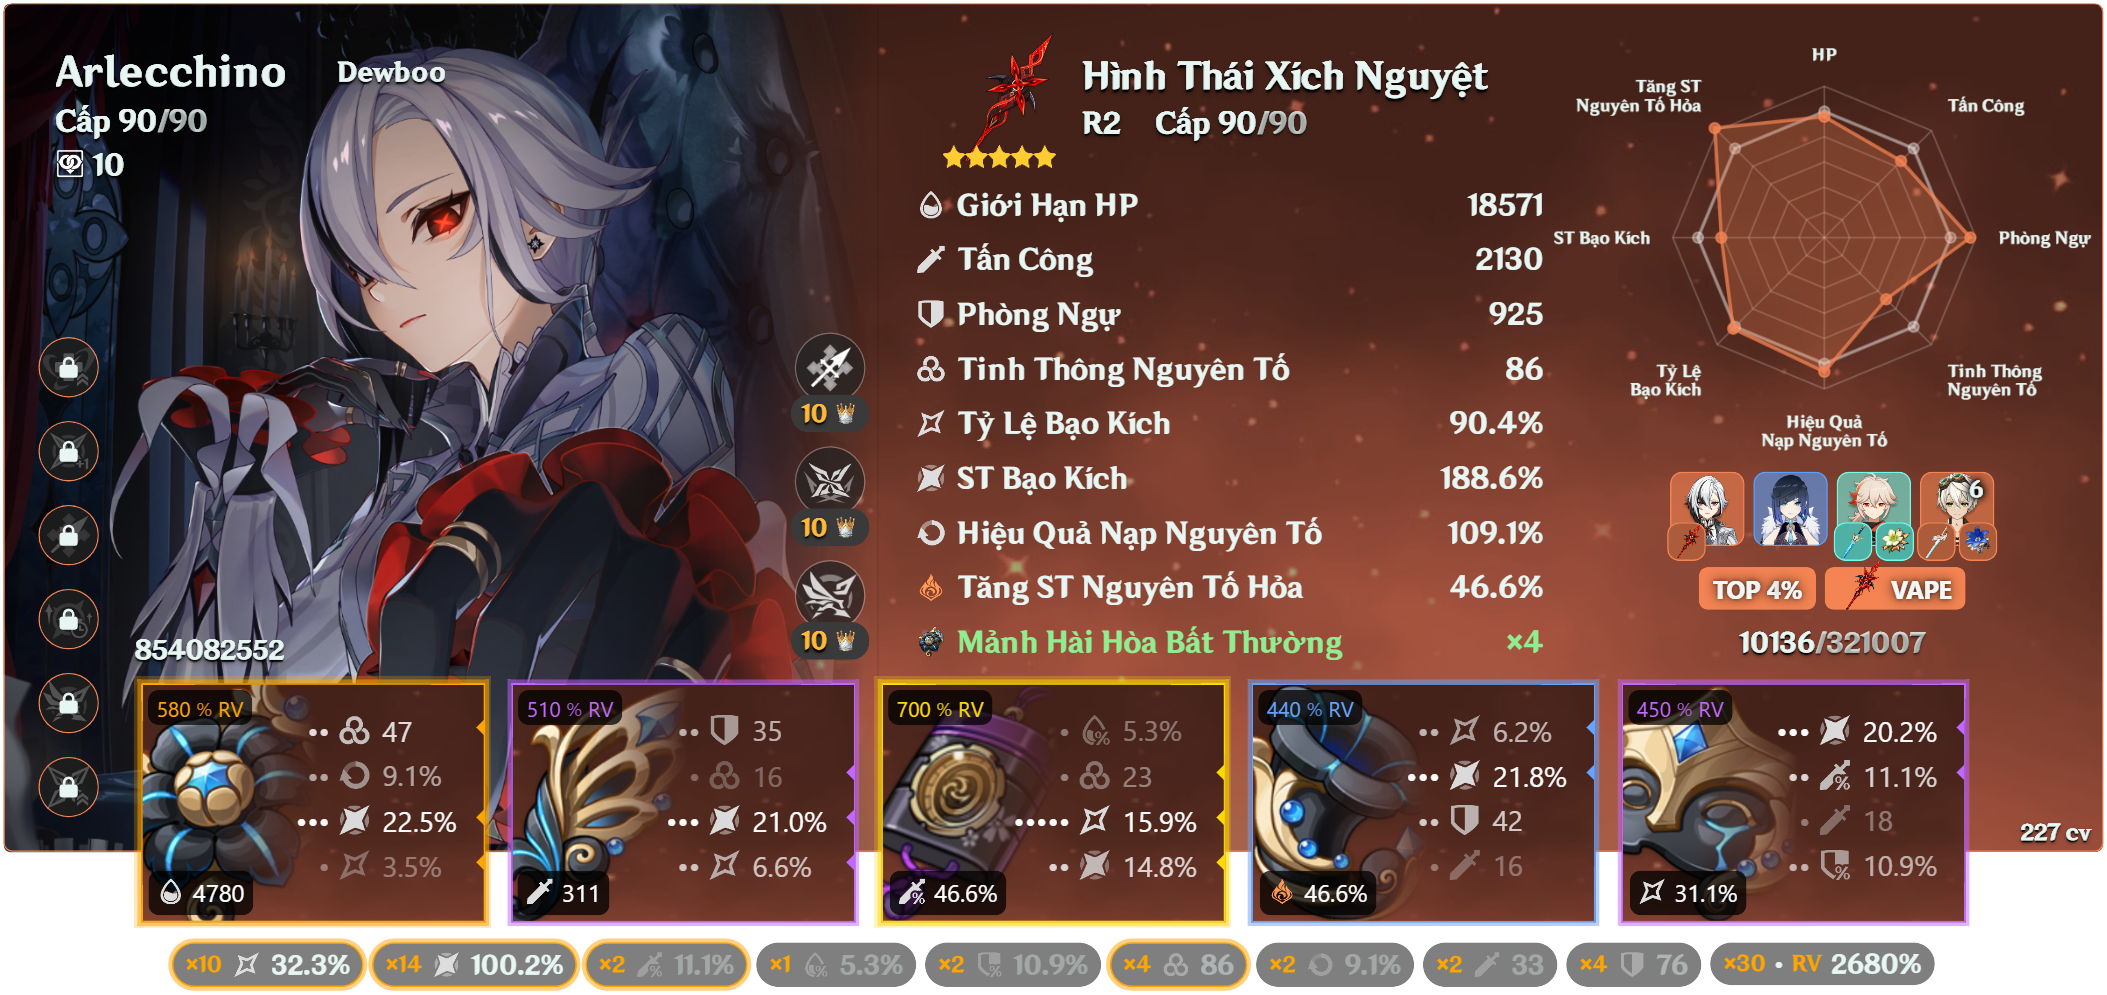 Arlecchino
Dewboo
Cấp 90/90
10
10
10
10
854082552
Hình Thái Xích Nguyệt
R2 Cấp 90/90
Giới Hạn HP 18571
Tấn Công 2130
Phòng Ngự 925
Tinh Thông Nguyên Tố 86
Tỷ Lệ Bạo Kích 90.4%
ST Bạo Kích 188.6%
Hiệu Quả Nạp Nguyên Tố 109.1%
Tăng ST Nguyên Tố Hỏa 46.6%
Mảnh Hài Hòa Bất Thường ×4
HP
Tấn Công
Phòng Ngự
Tinh Thông
Nguyên Tố
Hiệu Quả
Nạp Nguyên Tố
Tỷ Lệ
Bạo Kích
ST Bạo Kích
Tăng ST
Nguyên Tố Hỏa
6
TOP 4%
VAPE
10136/321007
227 cv
580 % RV
47
9.1%
22.5%
3.5%
4780
510 % RV
35
16
21.0%
6.6%
311
700 % RV
5.3%
23
15.9%
14.8%
46.6%
440 % RV
6.2%
21.8%
42
16
46.6%
450 % RV
20.2%
11.1%
18
10.9%
31.1%
×10 32.3%
×14 100.2%
×2 11.1%
×1 5.3%
×2 10.9%
×4 86
×2 9.1%
×2 33
×4 76
×30 • RV 2680%